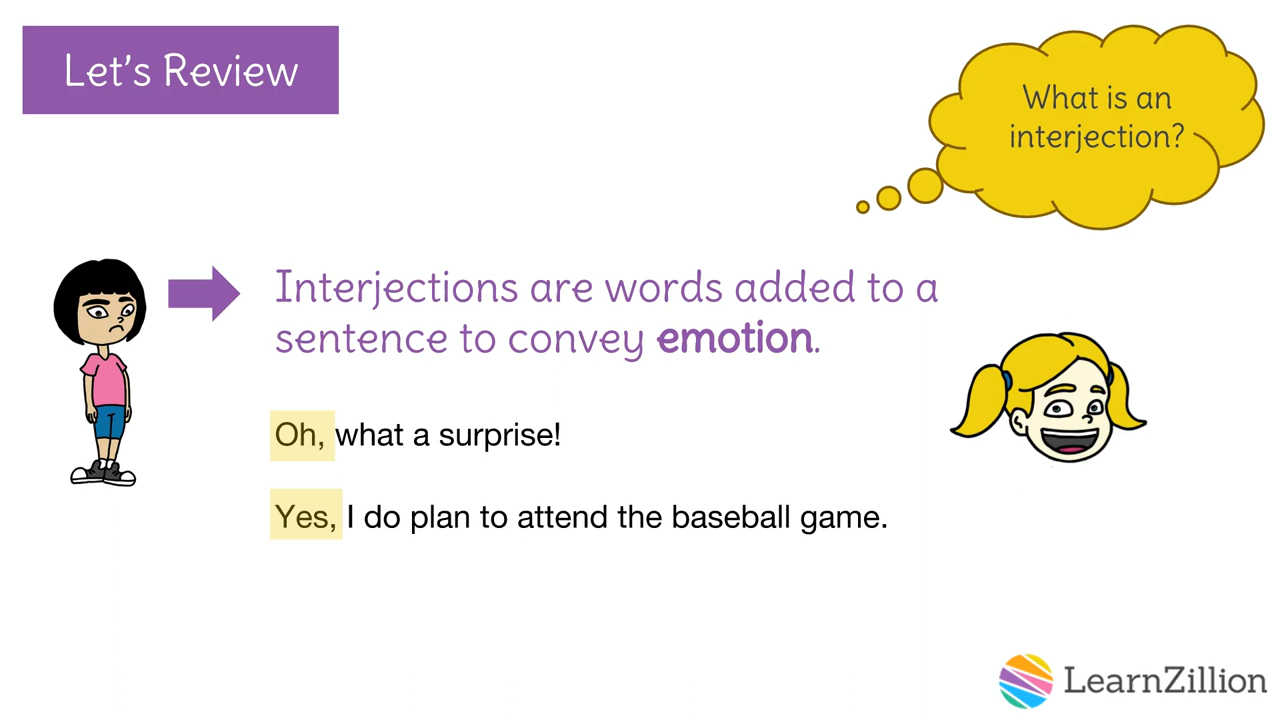 Let's Review
What is an
interjection?
Interjections are words added to a
sentence to convey emotion.
Oh, what a surprise!
Yes, I do plan to attend the baseball game.
LearnZillion